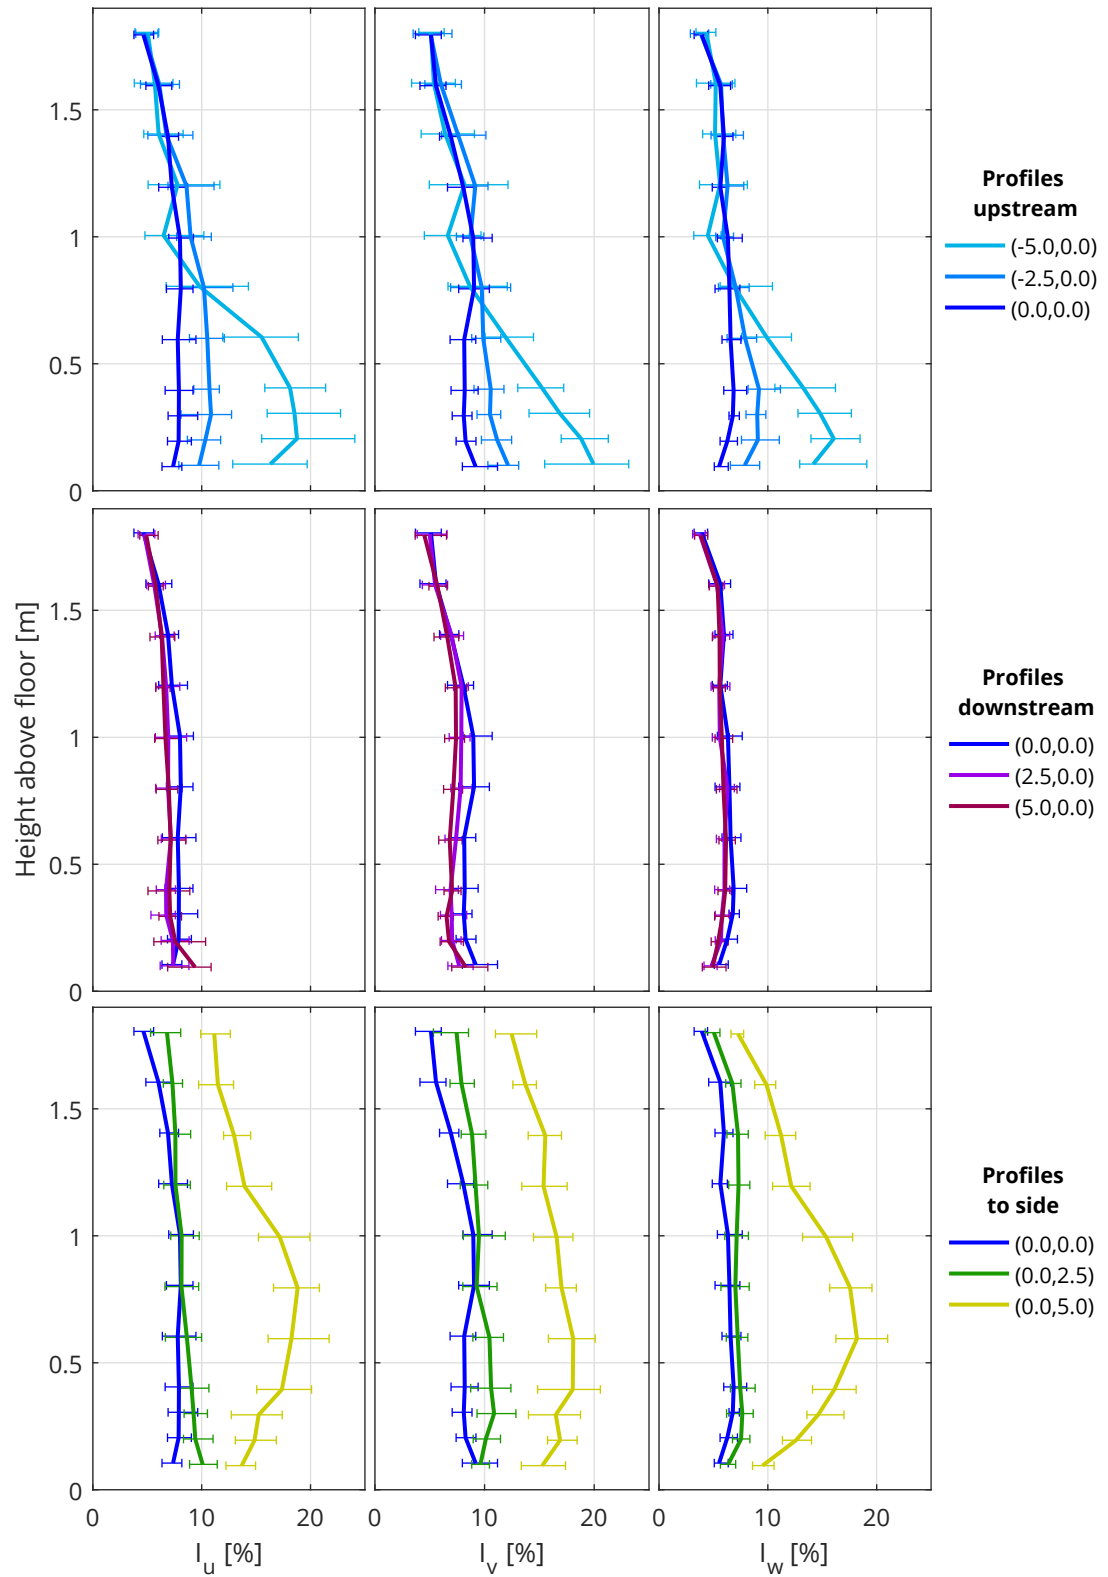 1.5
1
0.5
0
Profiles
upstream
(-5.0,0.0)
(-2.5,0.0)
(0.0,0.0)
Height above floor [m]
1.5
1
0.5
0
Profiles
downstream
(0.0,0.0)
(2.5,0.0)
(5.0,0.0)
1.5
1
0.5
0
Profiles
to side
(0.0,0.0)
(0.0,2.5)
(0.0,5.0)
0 10 20 0 10 20 0 10 20
I_u [%] I_v [%] I_w [%]